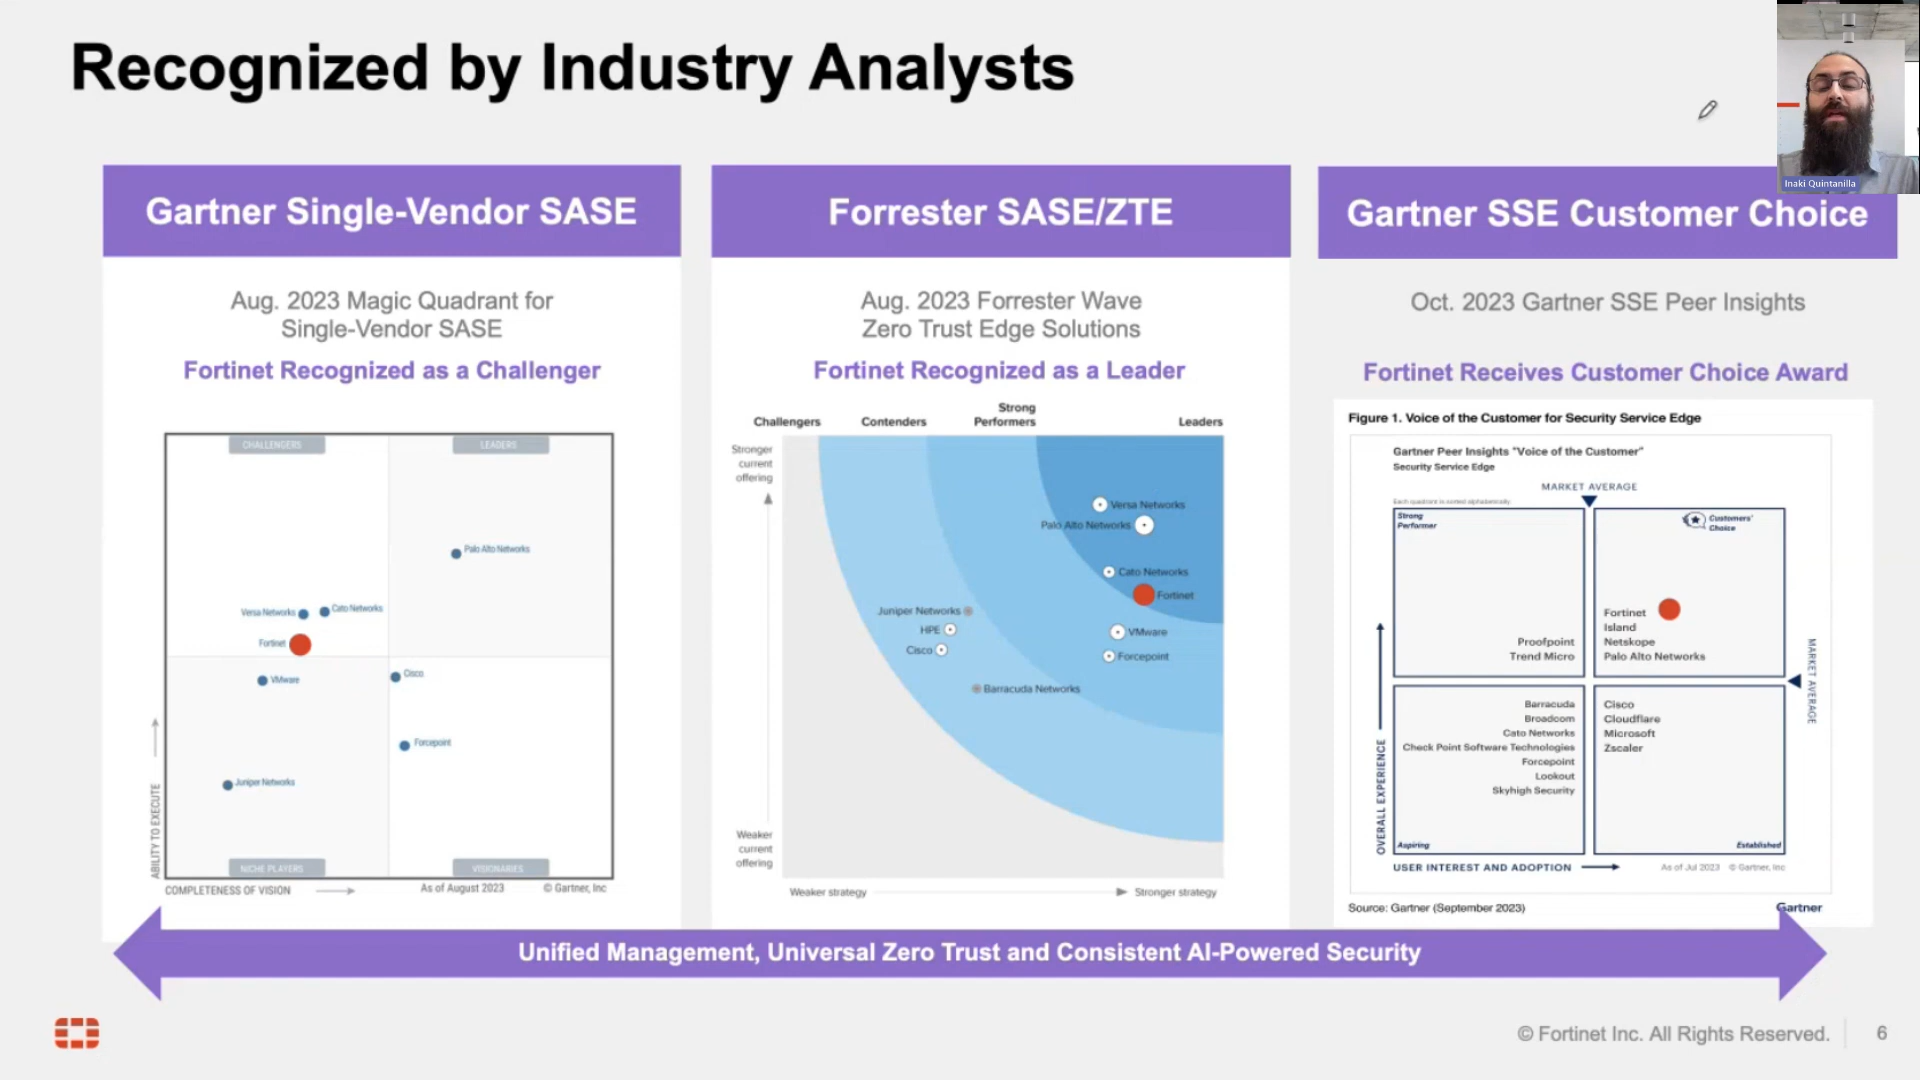 Recognized by Industry Analysts
Inaki Quintanilla
Gartner Single-Vendor SASE
Aug. 2023 Magic Quadrant for
Single-Vendor SASE
Fortinet Recognized as a Challenger
CHALLENGERS
LEADERS
Palo Alto Networks
Versa Networks
Cato Networks
Fortinet
VMware
Cisco
Forcepoint
Juniper Networks
NICHE PLAYERS
VISIONARIES
ABILITY TO EXECUTE
COMPLETENESS OF VISION
As of August 2023
© Gartner, Inc
Forrester SASE/ZTE
Aug. 2023 Forrester Wave
Zero Trust Edge Solutions
Fortinet Recognized as a Leader
Challengers
Contenders
Strong
Performers
Leaders
Stronger
current
offering
Versa Networks
Palo Alto Networks
Cato Networks
Fortinet
Juniper Networks
HPE
VMware
Cisco
Forcepoint
Barracuda Networks
Weaker
current
offering
Weaker strategy
Stronger strategy
Gartner SSE Customer Choice
Oct. 2023 Gartner SSE Peer Insights
Fortinet Receives Customer Choice Award
Figure 1. Voice of the Customer for Security Service Edge
Gartner Peer Insights "Voice of the Customer"
Security Service Edge
MARKET AVERAGE
Each quadrant is sorted alphabetically
Strong
Performer
Customers'
Choice
Proofpoint
Trend Micro
Fortinet
Island
Netskope
Palo Alto Networks
MARKET AVERAGE
Barracuda
Broadcom
Cato Networks
Check Point Software Technologies
Forcepoint
Lookout
Skyhigh Security
Cisco
Cloudflare
Microsoft
Zscaler
Aspiring
Established
OVERALL EXPERIENCE
USER INTEREST AND ADOPTION
As of Jul 2023 © Gartner, Inc
Source: Gartner (September 2023)
Gartner
Unified Management, Universal Zero Trust and Consistent AI-Powered Security
© Fortinet Inc. All Rights Reserved.
6